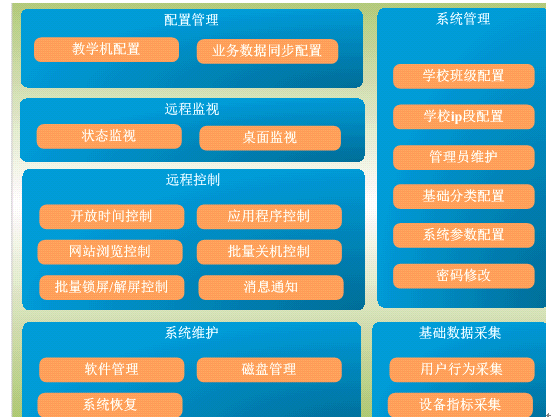 配置管理
教学机配置
业务数据同步配置
远程监视
状态监视
桌面监视
远程控制
开放时间控制
应用程序控制
网站浏览控制
批量关机控制
批量锁屏/解屏控制
消息通知
系统维护
软件管理
磁盘管理
系统恢复
系统管理
学校班级配置
学校ip段配置
管理员维护
基础分类配置
系统参数配置
密码修改
基础数据采集
用户行为采集
设备指标采集